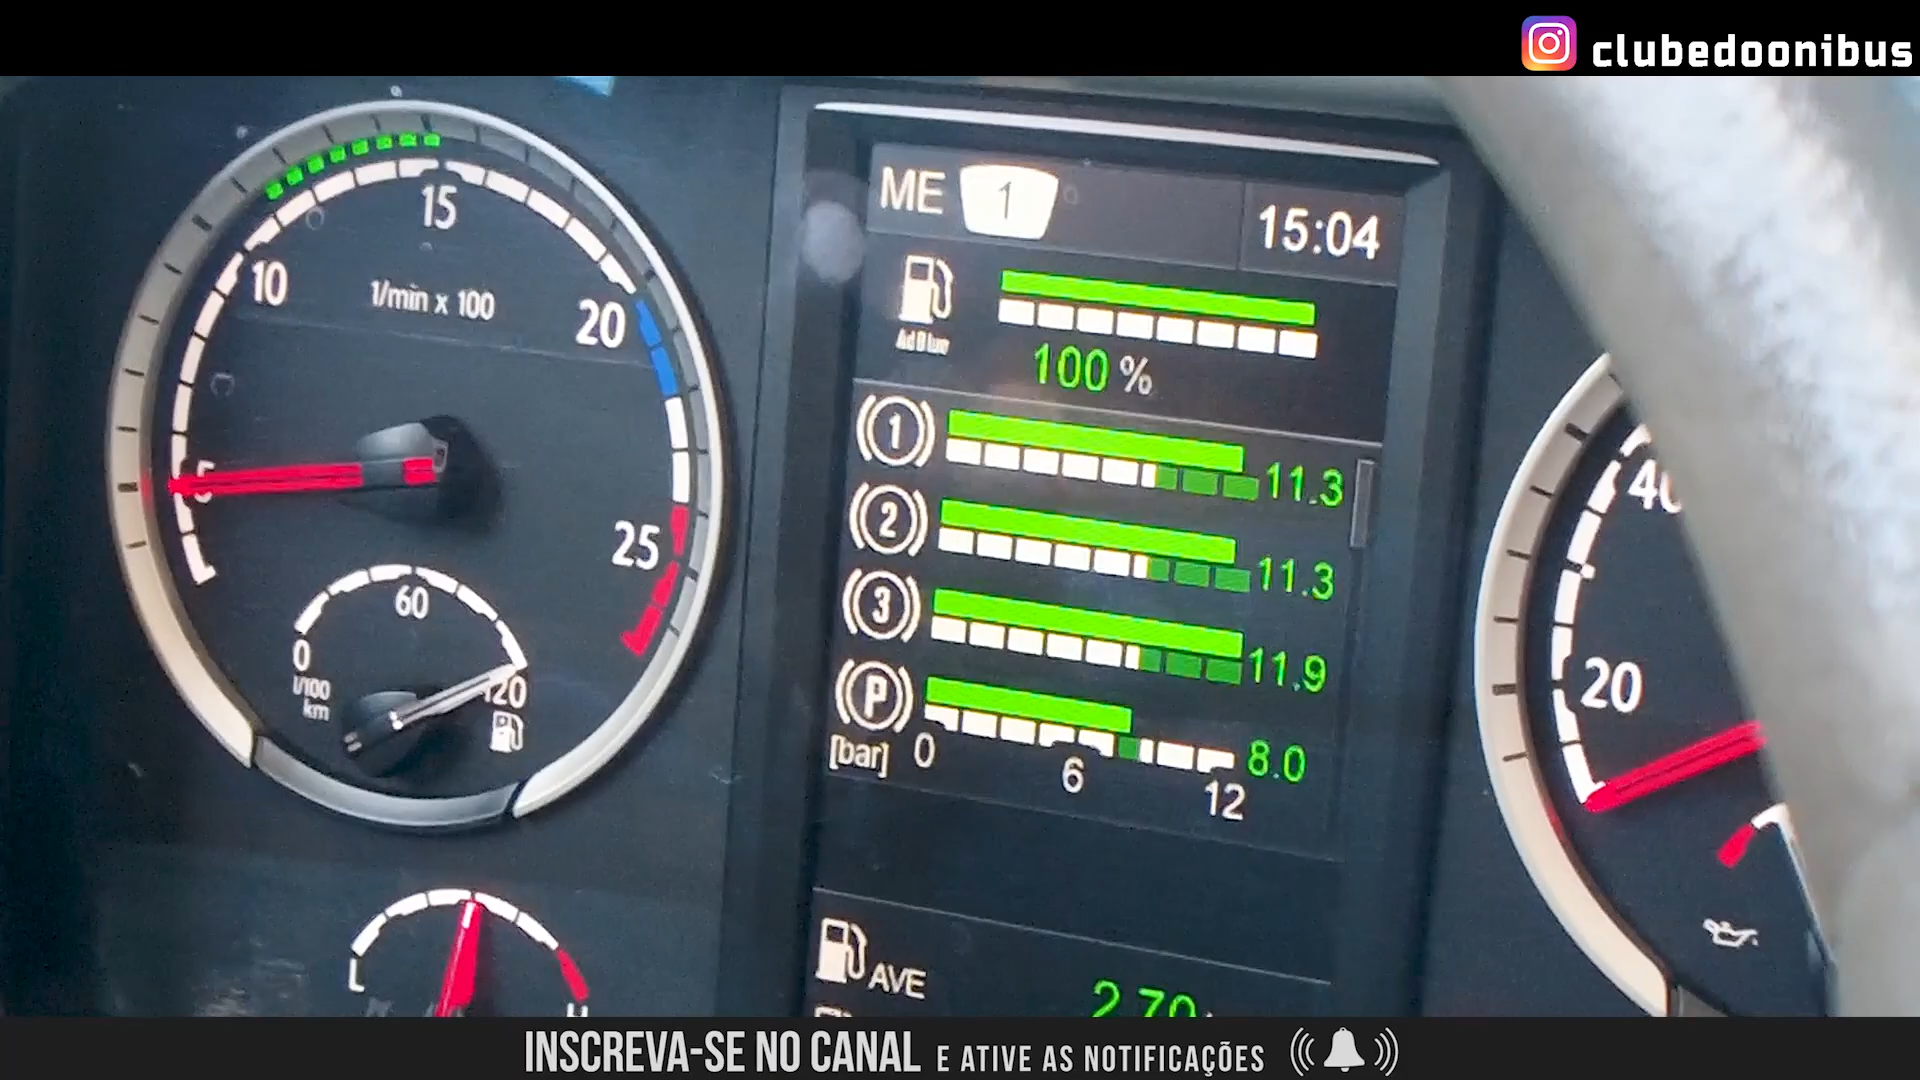 clubedoonibus
15
10
20
1/min x 100
5
25
60
0
120
l/100
km
L
H
ME 1 15:04
AdBlue
100 %
1 11.3
2 11.3
3 11.9
P 8.0
[bar] 0 6 12
AVE 2.70
40
20
INSCREVA-SE NO CANAL E ATIVE AS NOTIFICAÇÕES